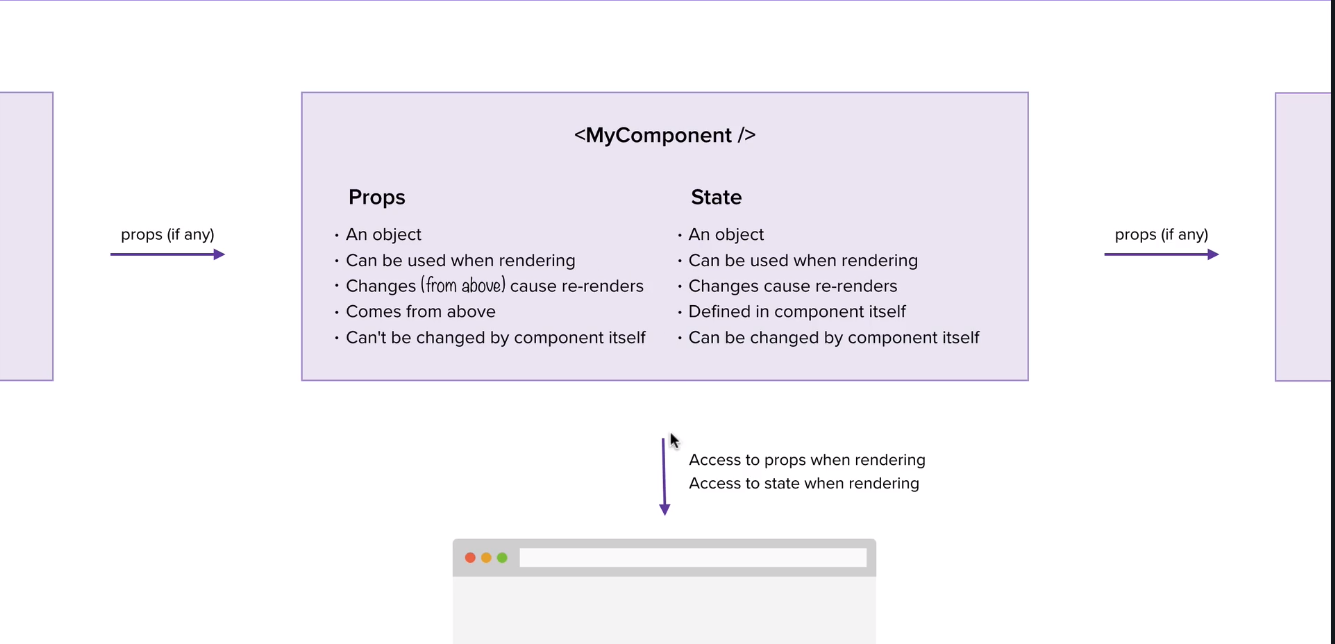 <MyComponent />
Props
• An object
• Can be used when rendering
• Changes (from above) cause re-renders
• Comes from above
• Can't be changed by component itself
State
• An object
• Can be used when rendering
• Changes cause re-renders
• Defined in component itself
• Can be changed by component itself
props (if any)
props (if any)
Access to props when rendering
Access to state when rendering